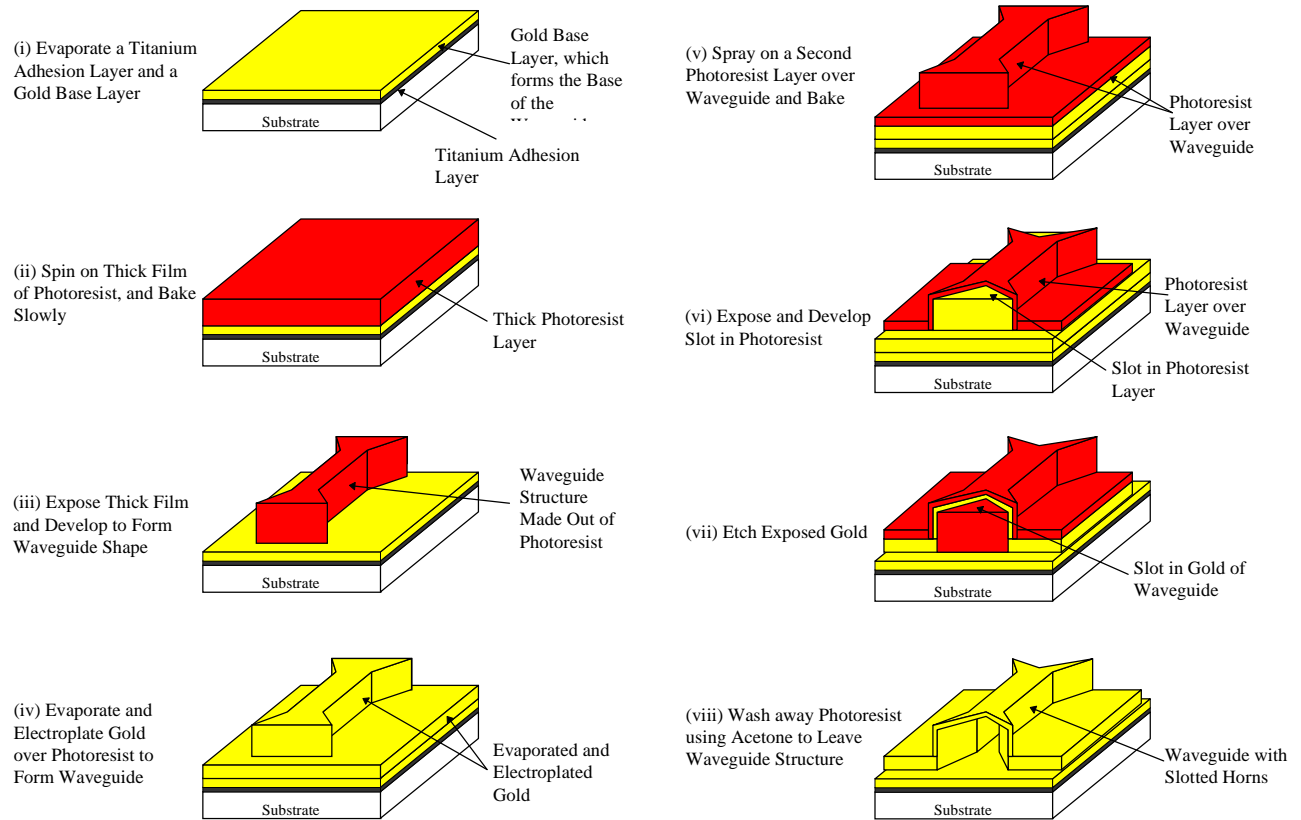 (i) Evaporate a Titanium
Adhesion Layer and a
Gold Base Layer
Gold Base
Layer, which
forms the Base
of the
Substrate
Titanium Adhesion
Layer
(ii) Spin on Thick Film
of Photoresist, and Bake
Slowly
Thick Photoresist
Layer
(iii) Expose Thick Film
and Develop to Form
Waveguide Shape
Waveguide
Structure
Made Out of
Photoresist
Substrate
(iv) Evaporate and
Electroplate Gold
over Photoresist to
Form Waveguide
Evaporated and
Electroplated
Gold
Substrate
(v) Spray on a Second
Photoresist Layer over
Waveguide and Bake
Photoresist
Layer over
Waveguide
Substrate
(vi) Expose and Develop
Slot in Photoresist
Photoresist
Layer over
Waveguide
Slot in Photoresist
Layer
(vii) Etch Exposed Gold
Slot in Gold of
Waveguide
Substrate
(viii) Wash away Photoresist
using Acetone to Leave
Waveguide Structure
Waveguide with
Slotted Horns
Substrate